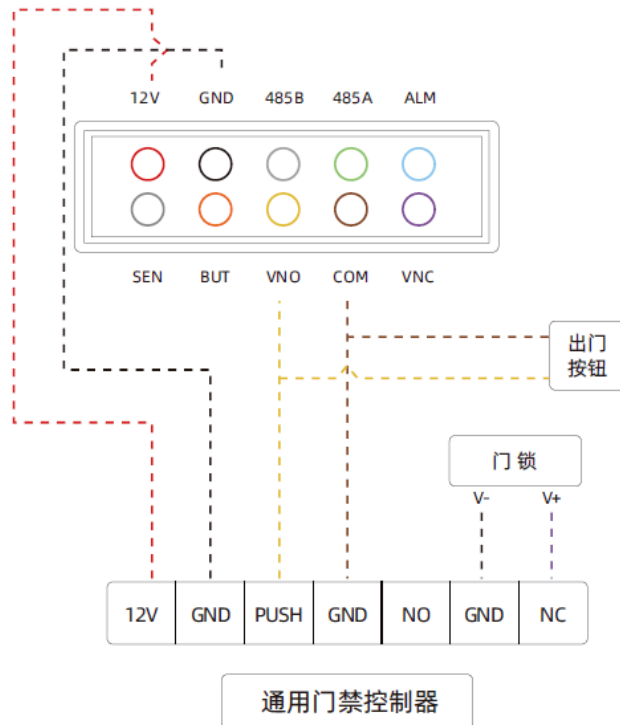 12V GND 485B 485A ALM
SEN BUT VNO COM VNC
出门
按钮
门锁
V- V+
12V GND PUSH GND NO GND NC
通用门禁控制器